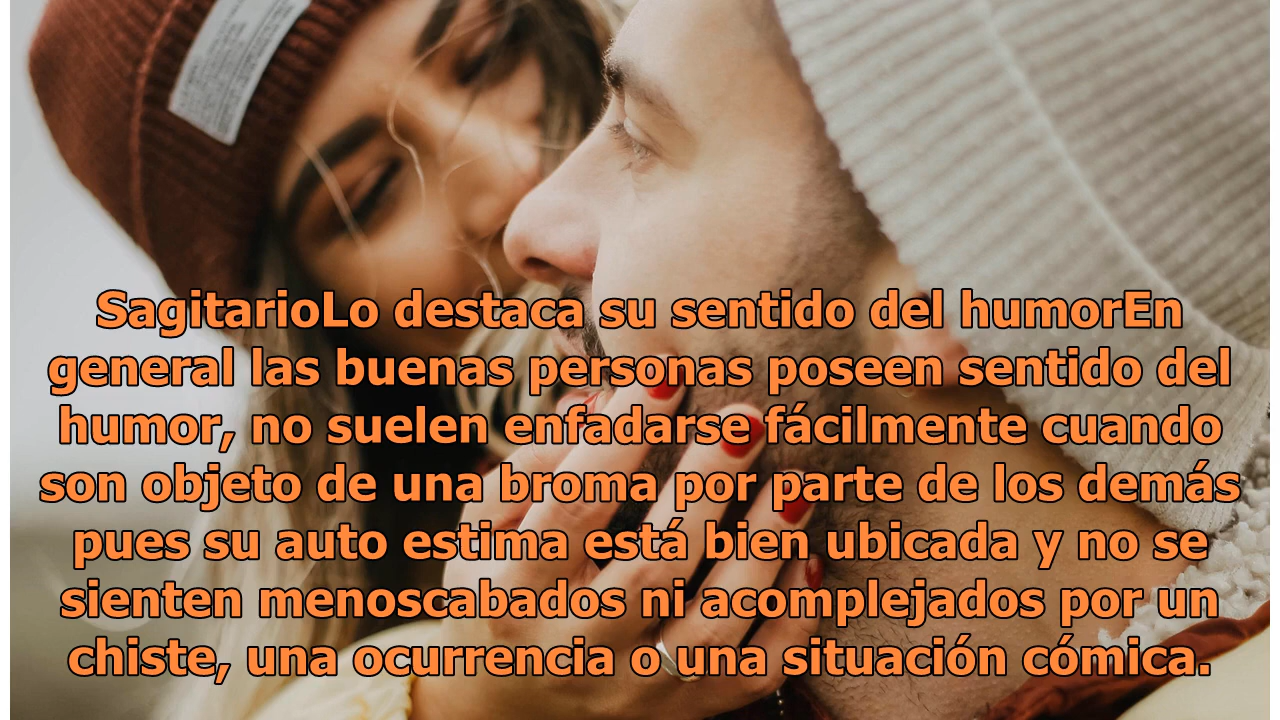 SagitarioLo destaca su sentido del humorEn
general las buenas personas poseen sentido del
humor, no suelen enfadarse fácilmente cuando
son objeto de una broma por parte de los demás
pues su auto estima está bien ubicada y no se
sienten menoscabados ni acomplejados por un
chiste, una ocurrencia o una situación cómica.